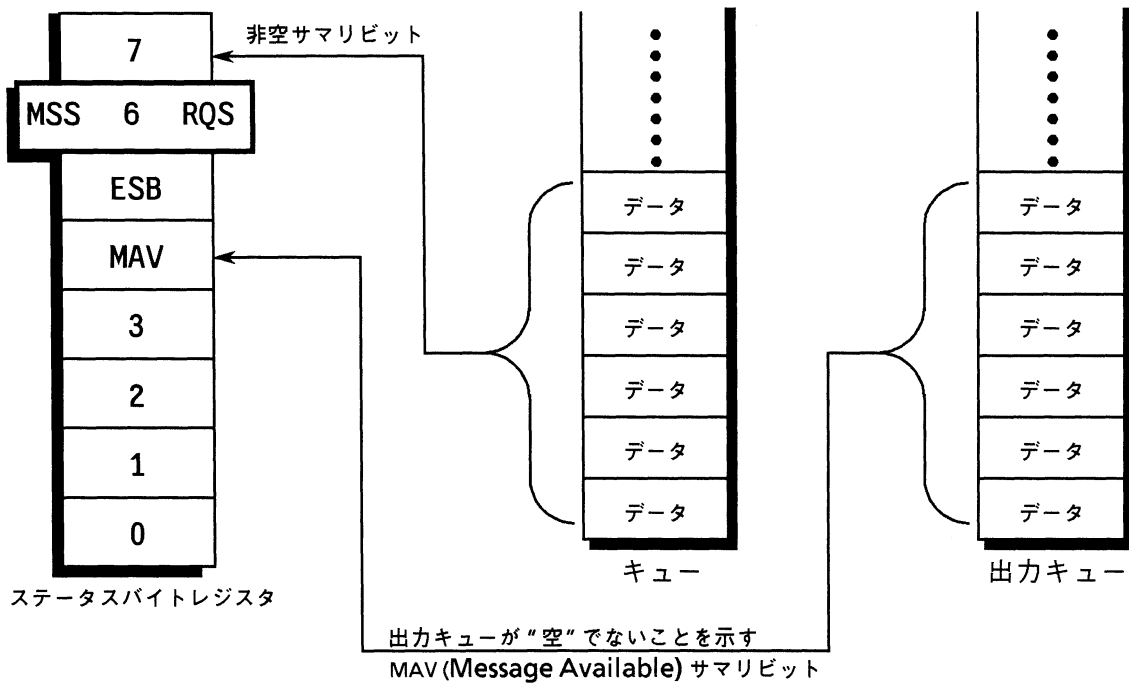 非空サマリビット
7
MSS 6 RQS
ESB
MAV
3
2
1
0
ステータスバイトレジスタ
データ
データ
データ
データ
データ
データ
キュー
データ
データ
データ
データ
データ
データ
出力キュー
出力キューが“空”でないことを示す
MAV (Message Available) サマリビット